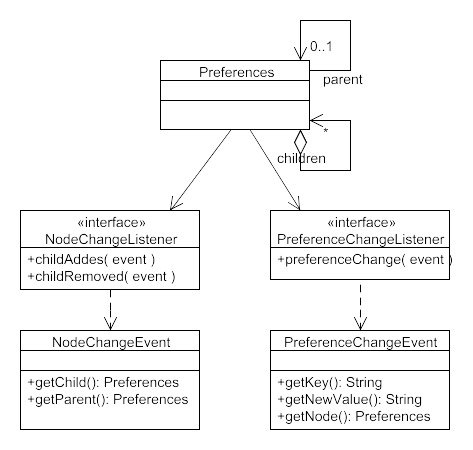 0..1
Preferences
parent
*
children
«interface»
NodeChangeListener
+childAddes( event )
+childRemoved( event )
«interface»
PreferenceChangeListener
+preferenceChange( event )
NodeChangeEvent
+getChild(): Preferences
+getParent(): Preferences
PreferenceChangeEvent
+getKey(): String
+getNewValue(): String
+getNode(): Preferences